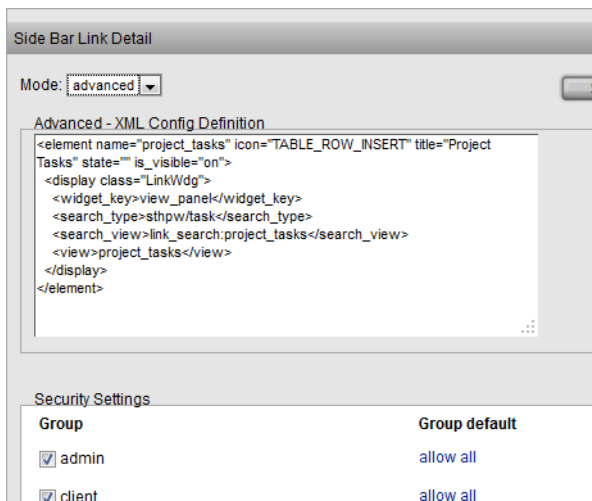 Side Bar Link Detail
Mode: advanced
Advanced - XML Config Definition
<element name="project_tasks" icon="TABLE_ROW_INSERT" title="Project
Tasks" state="" is_visible="on">
<display class="LinkWdg">
<widget_key>view_panel</widget_key>
<search_type>sthpw/task</search_type>
<search_view>link_search:project_tasks</search_view>
<view>project_tasks</view>
</display>
</element>
Security Settings
Group Group default
admin allow all
client allow all